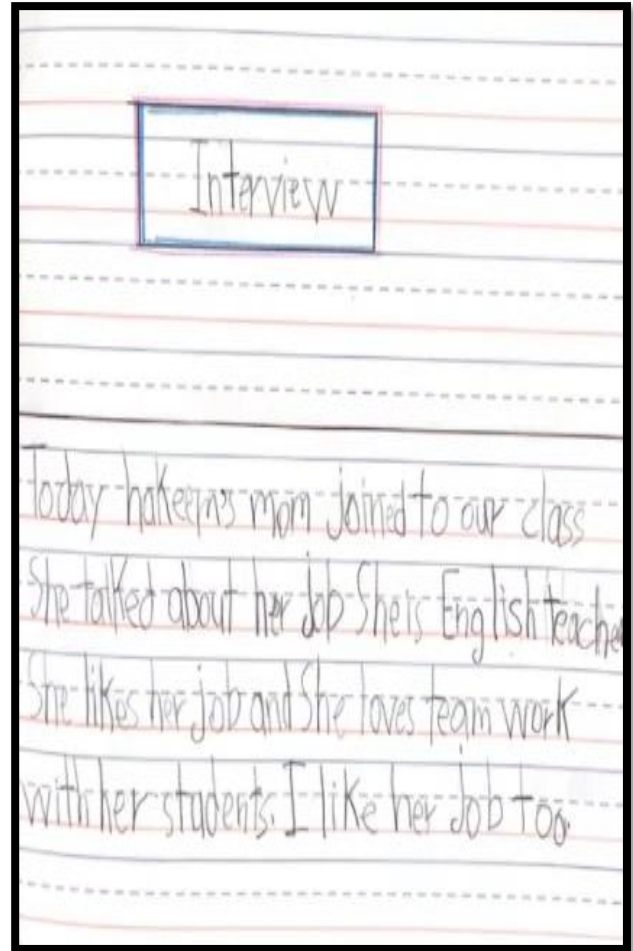 Interview
Today hakeem's mom joined to our class
She talked about her job She is English teache
She likes her job and She loves team work
with her students. I like her Job too.